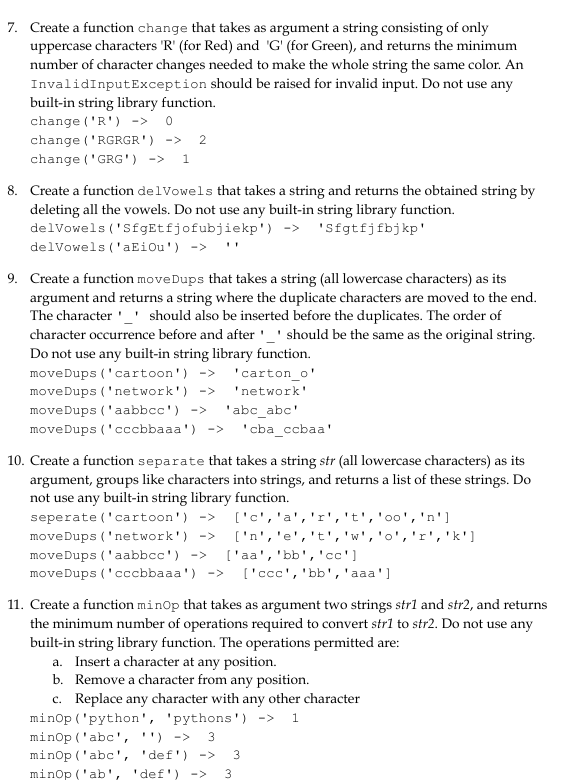 7. Create a function change that takes as argument a string consisting of only
uppercase characters 'R' (for Red) and 'G' (for Green), and returns the minimum
number of character changes needed to make the whole string the same color. An
InvalidInputException should be raised for invalid input. Do not use any
built-in string library function.
change('R') -> 0
change('RGRGR') -> 2
change('GRG') -> 1
8. Create a function delVowels that takes a string and returns the obtained string by
deleting all the vowels. Do not use any built-in string library function.
delVowels('SfgEtfjofubjiekp') -> 'Sfgtfjfbjkp'
delVowels('aEiOu') -> ''
9. Create a function moveDups that takes a string (all lowercase characters) as its
argument and returns a string where the duplicate characters are moved to the end.
The character '_' should also be inserted before the duplicates. The order of
character occurrence before and after '_' should be the same as the original string.
Do not use any built-in string library function.
moveDups('cartoon') -> 'carton_o'
moveDups('network') -> 'network'
moveDups('aabbcc') -> 'abc_abc'
moveDups('cccbbaaa') -> 'cba_ccbaa'
10. Create a function separate that takes a string str (all lowercase characters) as its
argument, groups like characters into strings, and returns a list of these strings. Do
not use any built-in string library function.
seperate('cartoon') -> ['c','a','r','t','oo','n']
moveDups('network') -> ['n','e','t','w','o','r','k']
moveDups('aabbcc') -> ['aa','bb','cc']
moveDups('cccbbaaa') -> ['ccc','bb','aaa']
11. Create a function minOp that takes as argument two strings str1 and str2, and returns
the minimum number of operations required to convert str1 to str2. Do not use any
built-in string library function. The operations permitted are:
a. Insert a character at any position.
b. Remove a character from any position.
c. Replace any character with any other character
minOp('python', 'pythons') -> 1
minOp('abc', '') -> 3
minOp('abc', 'def') -> 3
minOp('ab', 'def') -> 3